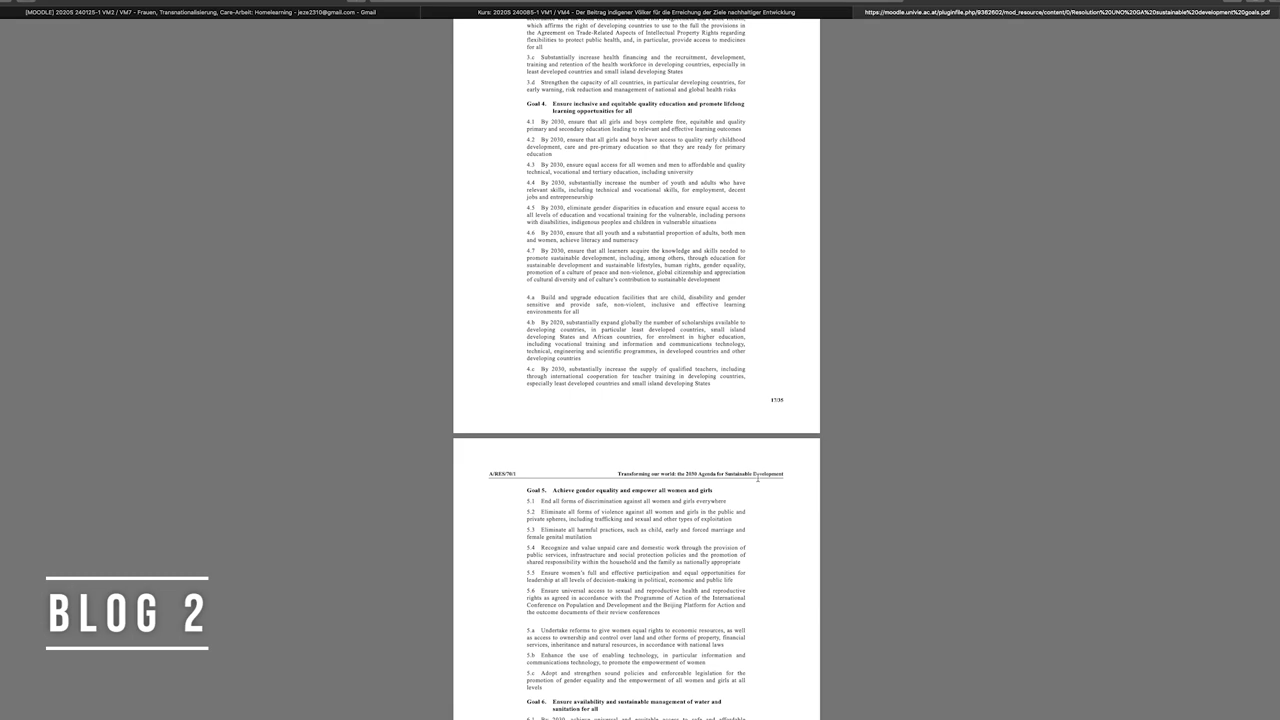 [MOODLE] 2020S 240125-1 VM2 / VM7 - Frauen, Transnationalisierung, Care-Arbeit: Homelearning - jeze2310@gmail.com - Gmail
Kurs: 2020S 240085-1 VM1 / VM4 - Der Beitrag indigener Völker für die Erreichung der Ziele nachhaltiger Entwicklung
https://moodle.univie.ac.at/pluginfile.php/9382602/mod_resource/content/0/Resolution%20UNO%20GA%20sustainable%20development%20goals.pdf
which affirms the right of developing countries to use to the full the provisions in
the Agreement on Trade-Related Aspects of Intellectual Property Rights regarding
flexibilities to protect public health, and, in particular, provide access to medicines
for all
3.c Substantially increase health financing and the recruitment, development,
training and retention of the health workforce in developing countries, especially in
least developed countries and small island developing States
3.d Strengthen the capacity of all countries, in particular developing countries, for
early warning, risk reduction and management of national and global health risks
Goal 4. Ensure inclusive and equitable quality education and promote lifelong
learning opportunities for all
4.1 By 2030, ensure that all girls and boys complete free, equitable and quality
primary and secondary education leading to relevant and effective learning outcomes
4.2 By 2030, ensure that all girls and boys have access to quality early childhood
development, care and pre-primary education so that they are ready for primary
education
4.3 By 2030, ensure equal access for all women and men to affordable and quality
technical, vocational and tertiary education, including university
4.4 By 2030, substantially increase the number of youth and adults who have
relevant skills, including technical and vocational skills, for employment, decent
jobs and entrepreneurship
4.5 By 2030, eliminate gender disparities in education and ensure equal access to
all levels of education and vocational training for the vulnerable, including persons
with disabilities, indigenous peoples and children in vulnerable situations
4.6 By 2030, ensure that all youth and a substantial proportion of adults, both men
and women, achieve literacy and numeracy
4.7 By 2030, ensure that all learners acquire the knowledge and skills needed to
promote sustainable development, including, among others, through education for
sustainable development and sustainable lifestyles, human rights, gender equality,
promotion of a culture of peace and non-violence, global citizenship and appreciation
of cultural diversity and of culture's contribution to sustainable development
4.a Build and upgrade education facilities that are child, disability and gender
sensitive and provide safe, non-violent, inclusive and effective learning
environments for all
4.b By 2020, substantially expand globally the number of scholarships available to
developing countries, in particular least developed countries, small island
developing States and African countries, for enrolment in higher education,
including vocational training and information and communications technology,
technical, engineering and scientific programmes, in developed countries and other
developing countries
4.c By 2030, substantially increase the supply of qualified teachers, including
through international cooperation for teacher training in developing countries,
especially least developed countries and small island developing States
17/35
A/RES/70/1
Transforming our world: the 2030 Agenda for Sustainable Development
Goal 5. Achieve gender equality and empower all women and girls
5.1 End all forms of discrimination against all women and girls everywhere
5.2 Eliminate all forms of violence against all women and girls in the public and
private spheres, including trafficking and sexual and other types of exploitation
5.3 Eliminate all harmful practices, such as child, early and forced marriage and
female genital mutilation
5.4 Recognize and value unpaid care and domestic work through the provision of
public services, infrastructure and social protection policies and the promotion of
shared responsibility within the household and the family as nationally appropriate
5.5 Ensure women's full and effective participation and equal opportunities for
leadership at all levels of decision-making in political, economic and public life
5.6 Ensure universal access to sexual and reproductive health and reproductive
rights as agreed in accordance with the Programme of Action of the International
Conference on Population and Development and the Beijing Platform for Action and
the outcome documents of their review conferences
5.a Undertake reforms to give women equal rights to economic resources, as well
as access to ownership and control over land and other forms of property, financial
services, inheritance and natural resources, in accordance with national laws
5.b Enhance the use of enabling technology, in particular information and
communications technology, to promote the empowerment of women
5.c Adopt and strengthen sound policies and enforceable legislation for the
promotion of gender equality and the empowerment of all women and girls at all
levels
Goal 6. Ensure availability and sustainable management of water and
sanitation for all
BLOG 2